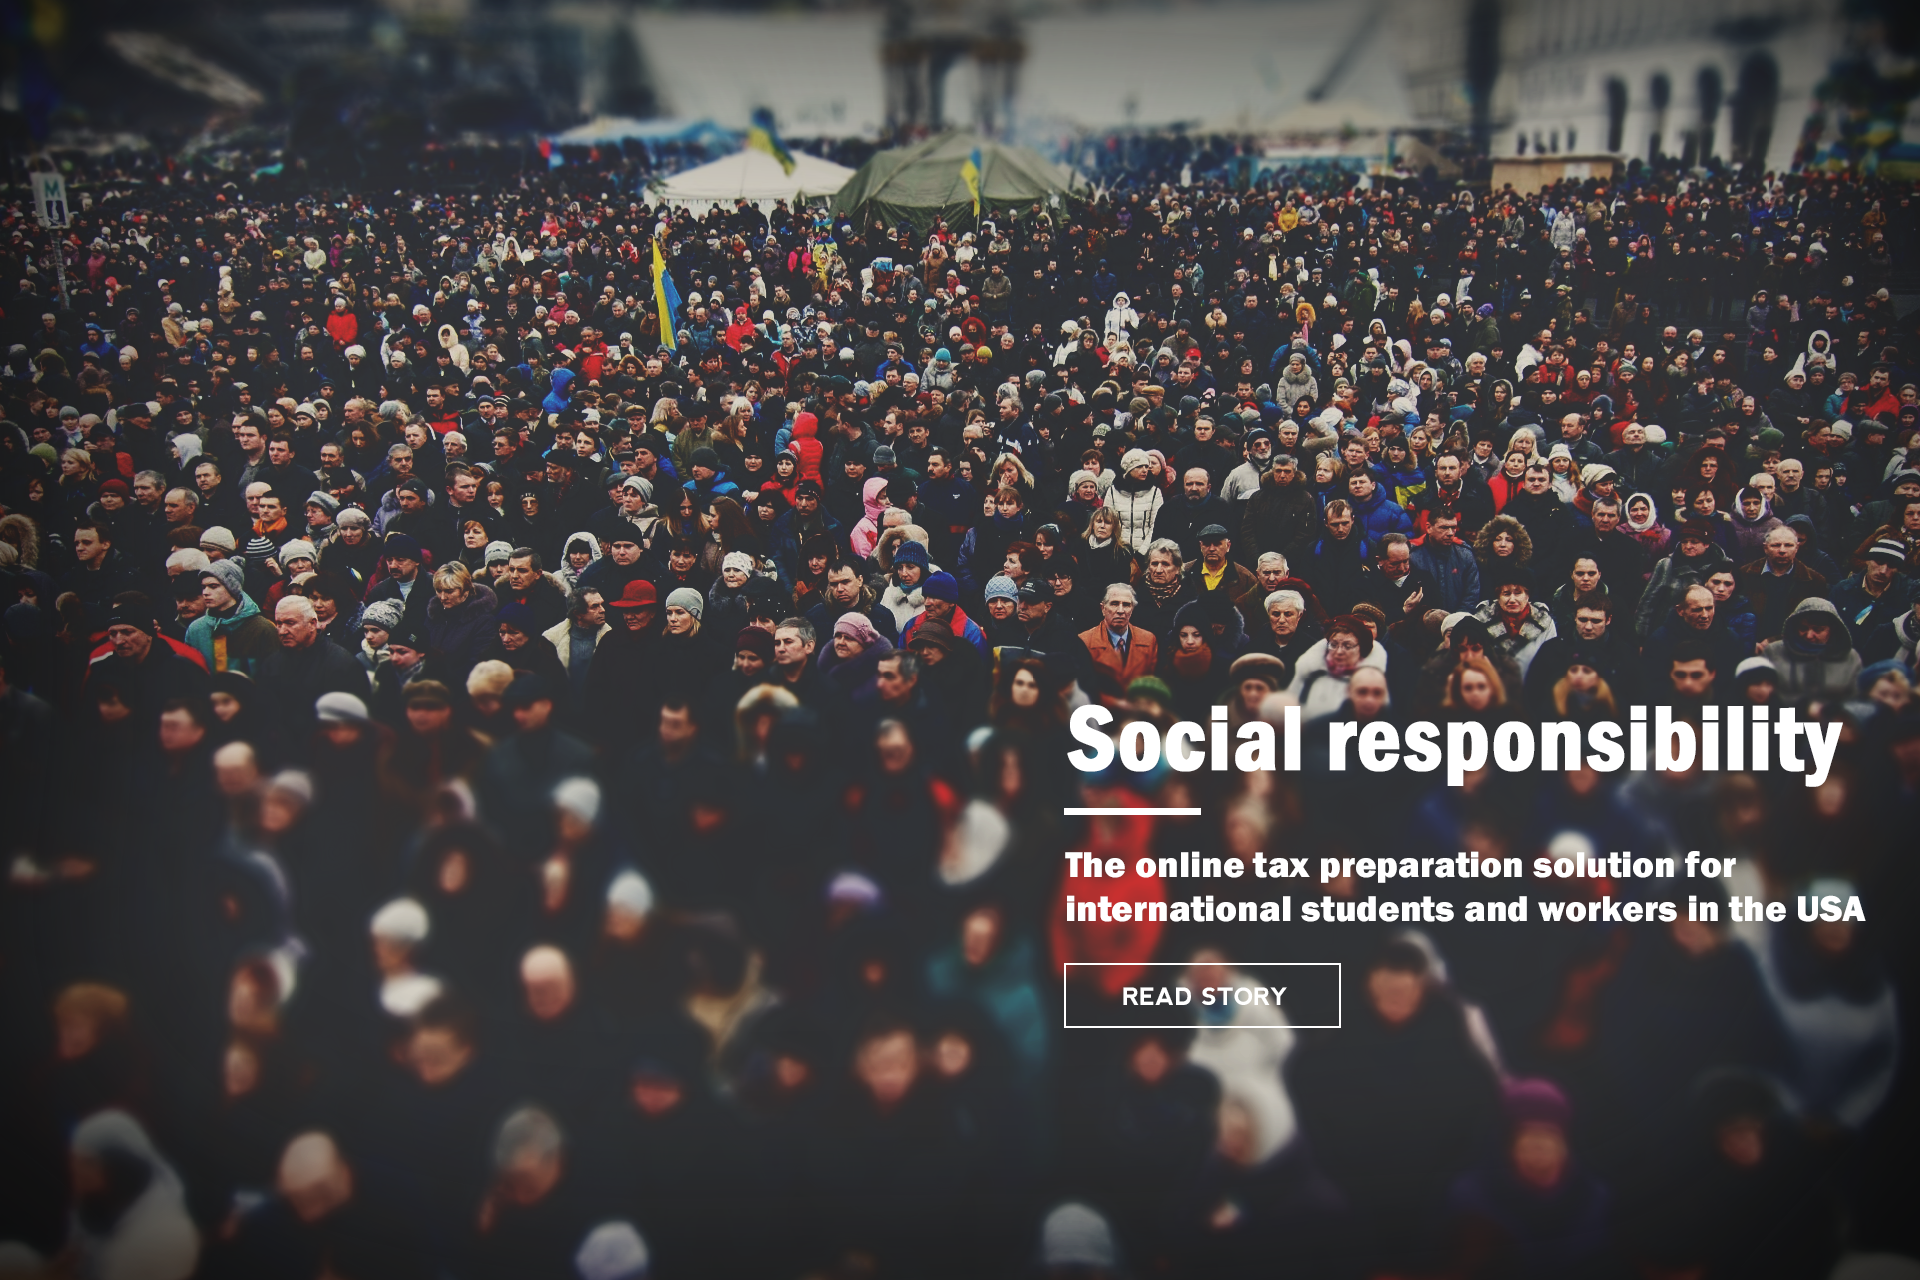 M
Social responsibility
The online tax preparation solution for
international students and workers in the USA
READ STORY